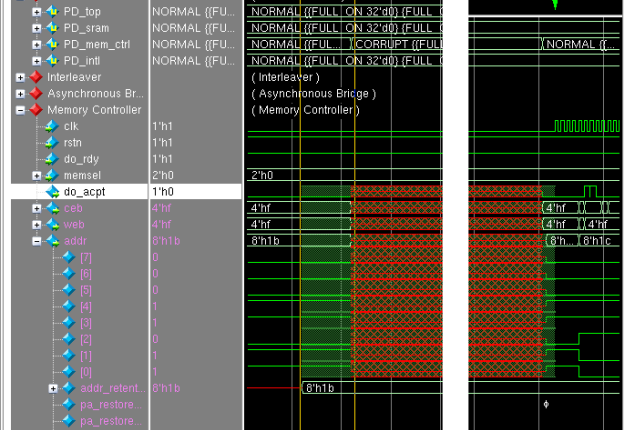 PD_top NORMAL {{FU... NORMAL {{FULL_ON 32'd0} {FULL_
PD_sram NORMAL {{FU... NORMAL {{FULL_ON 32'd0} {FULL_
PD_mem_ctrl NORMAL {{FU... NORMAL {{FUL... CORRUPT {{FULL NORMAL {{...
PD_intl NORMAL {{FU... NORMAL {{FULL_ON 32'd0} {FULL_
Interleaver ( Interleaver )
Asynchronous Br... ( Asynchronous Bridge )
Memory Controller ( Memory Controller )
clk 1'h1
rstn 1'h1
do_rdy 1'h1
memsel 2'h0 2'h0
do_acpt 1'h0
ceb 4'hf 4'hf 4'hf
web 4'hf 4'hf 4'hf 4'hf
addr 8'h1b 8'h1b 8'h... 8'h1c
[7] 0
[6] 0
[5] 0
[4] 1
[3] 1
[2] 0
[1] 1
[0] 1
addr_retent... 8'h1b 8'h1b
pa_restore...
pa_restore...